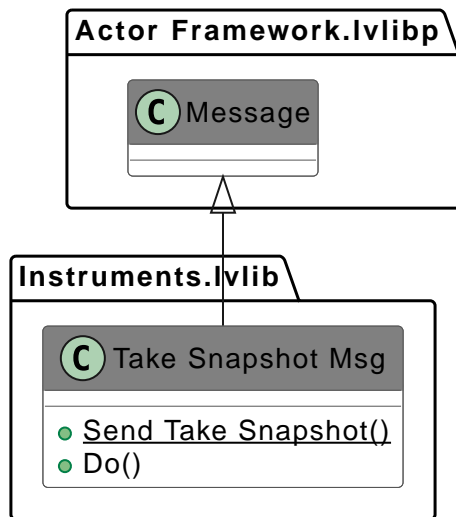 Actor Framework.lvlibp
C Message
Instruments.lvlib
C Take Snapshot Msg
Send Take Snapshot()
Do()